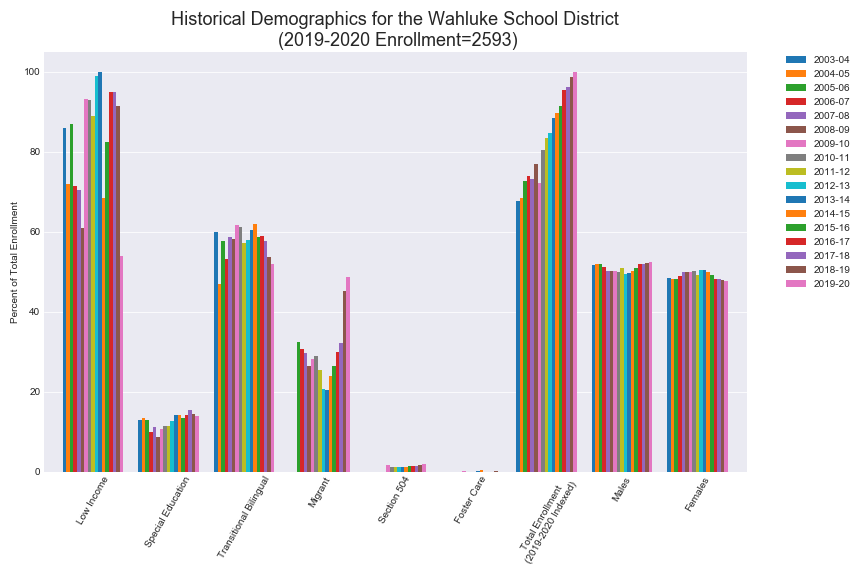 Historical Demographics for the Wahluke School District
(2019-2020 Enrollment=2593)
Percent of Total Enrollment
100
80
60
40
20
0
Low Income
Special Education
Transitional Bilingual
Migrant
Section 504
Foster Care
Total Enrollment
(2019-2020 Indexed)
Males
Females
2003-04
2004-05
2005-06
2006-07
2007-08
2008-09
2009-10
2010-11
2011-12
2012-13
2013-14
2014-15
2015-16
2016-17
2017-18
2018-19
2019-20